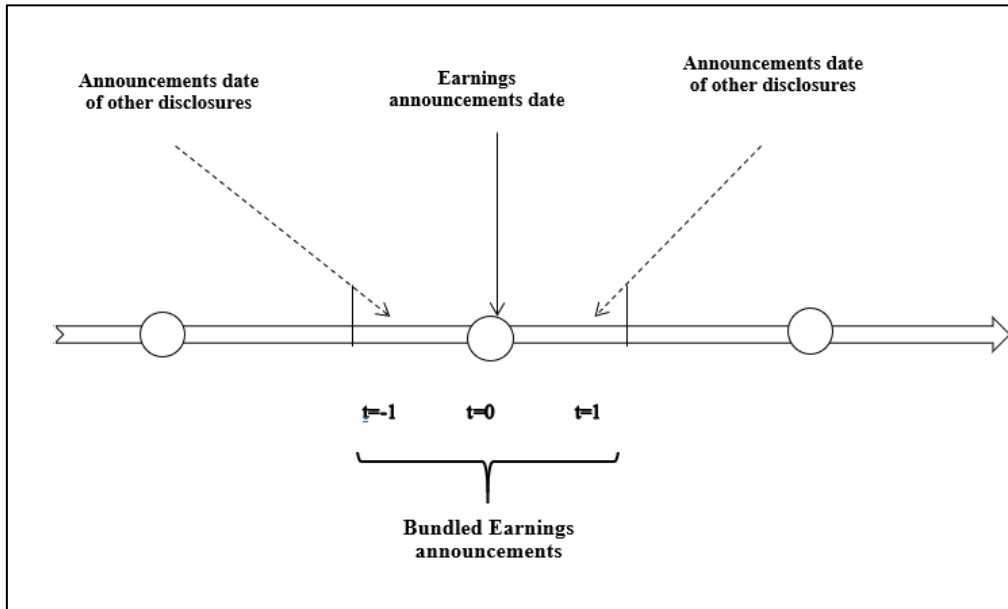 Announcements date
of other disclosures
Earnings
announcements date
Announcements date
of other disclosures
t=-1
t=0
t=1
Bundled Earnings
announcements